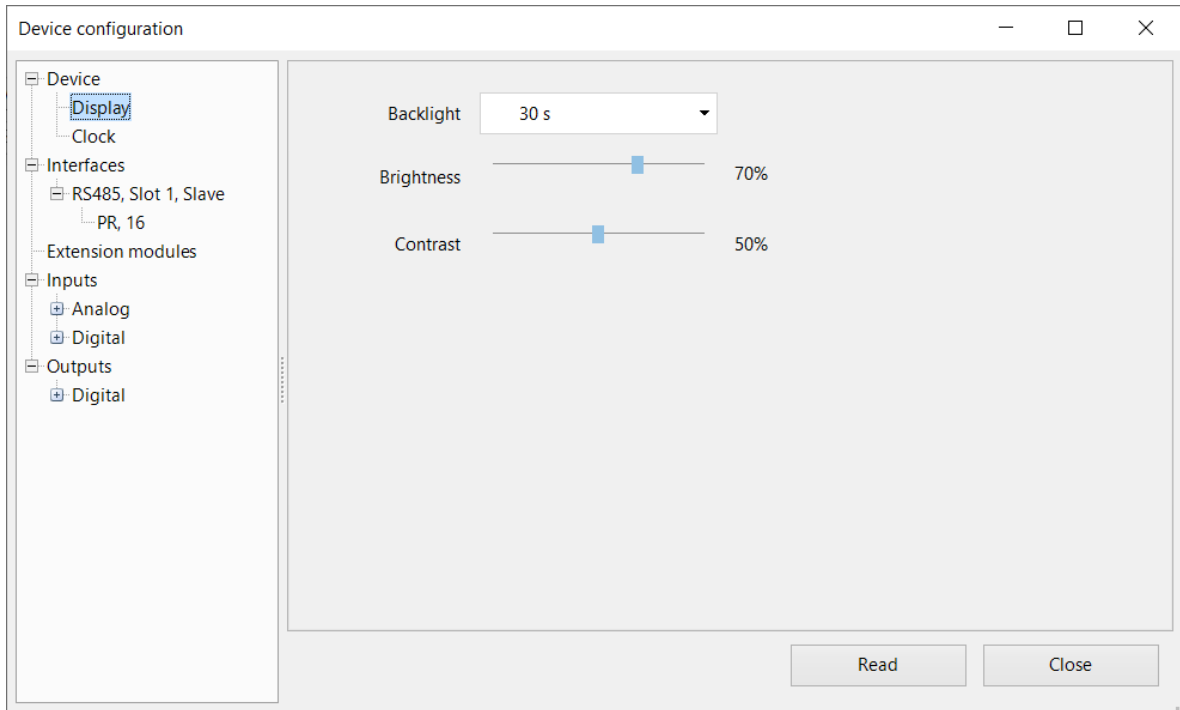 Device configuration
Device
Display
Clock
Interfaces
RS485, Slot 1, Slave
PR, 16
Extension modules
Inputs
Analog
Digital
Outputs
Digital
Backlight 30 s
Brightness 70%
Contrast 50%
Read Close